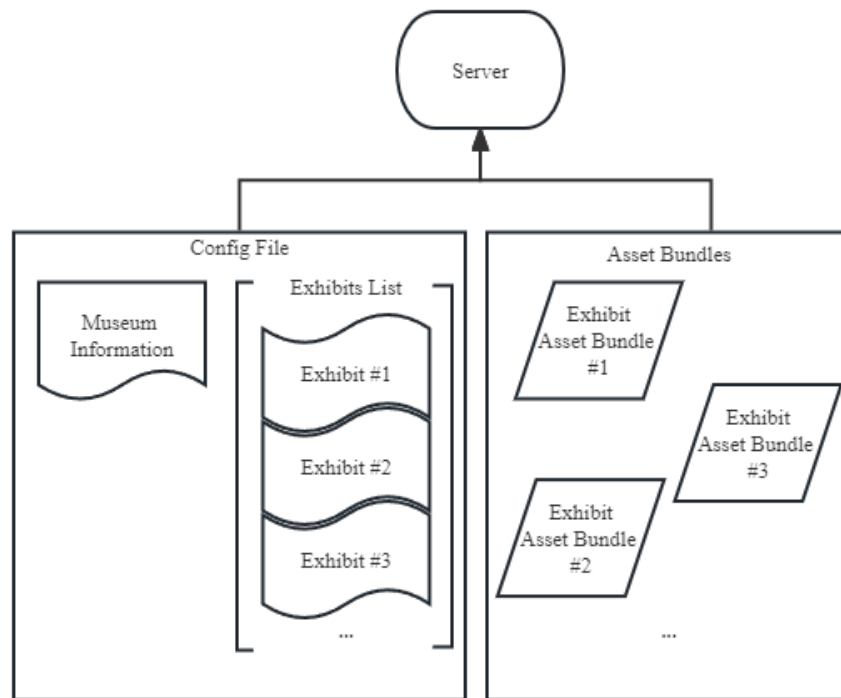 Server
Config File
Museum
Information
Exhibits List
Exhibit #1
Exhibit #2
Exhibit #3
...
Asset Bundles
Exhibit
Asset Bundle
#1
Exhibit
Asset Bundle
#3
Exhibit
Asset Bundle
#2
...